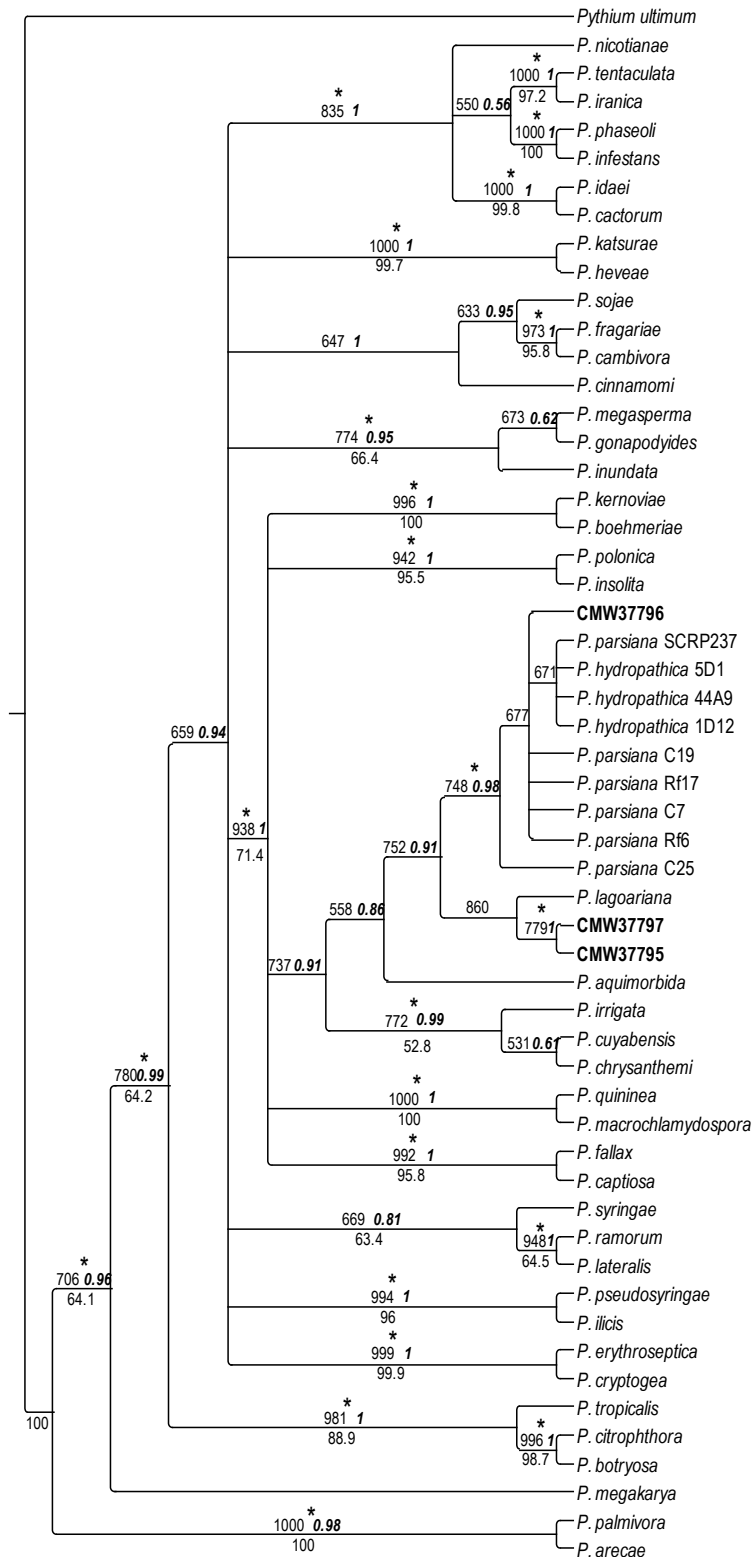 Pythium ultimum
P. nicotianae
*
1000 1
P. tentaculata
*
550 0.56
97.2
P. iranica
835 1
*
1000 1
P. phaseoli
100
P. infestans
*
1000 1
P. idaei
99.8
P. cactorum
*
1000 1
P. katsurae
99.7
P. heveae
633 0.95
P. sojae
*
973 1
P. fragariae
647 1
95.8
P. cambivora
P. cinnamomi
*
774 0.95
673 0.62
P. megasperma
66.4
P. gonapodyides
P. inundata
*
996 1
P. kernoviae
100
P. boehmeriae
*
942 1
P. polonica
95.5
P. insolita
CMW37796
P. parsiana SCRP237
671
P. hydropathica 5D1
P. hydropathica 44A9
677
P. hydropathica 1D12
659 0.94
P. parsiana C19
*
748 0.98
P. parsiana Rf17
*
938 1
P. parsiana C7
71.4
752 0.91
P. parsiana Rf6
P. parsiana C25
558 0.86
860
P. lagoariana
*
7791
CMW37797
CMW37795
737 0.91
P. aquimorbida
*
772 0.99
P. irrigata
52.8
531 0.61
P. cuyabensis
P. chrysanthemi
*
7800.99
64.2
*
1000 1
P. quininea
100
P. macrochlamydospora
*
992 1
P. fallax
95.8
P. captiosa
669 0.81
P. syringae
63.4
*
9481
P. ramorum
64.5
P. lateralis
*
706 0.96
64.1
*
994 1
P. pseudosyringae
96
P. ilicis
*
999 1
P. erythroseptica
99.9
P. cryptogea
100
*
981 1
P. tropicalis
88.9
*
996 1
P. citrophthora
98.7
P. botryosa
P. megakarya
*
1000 0.98
P. palmivora
100
P. arecae